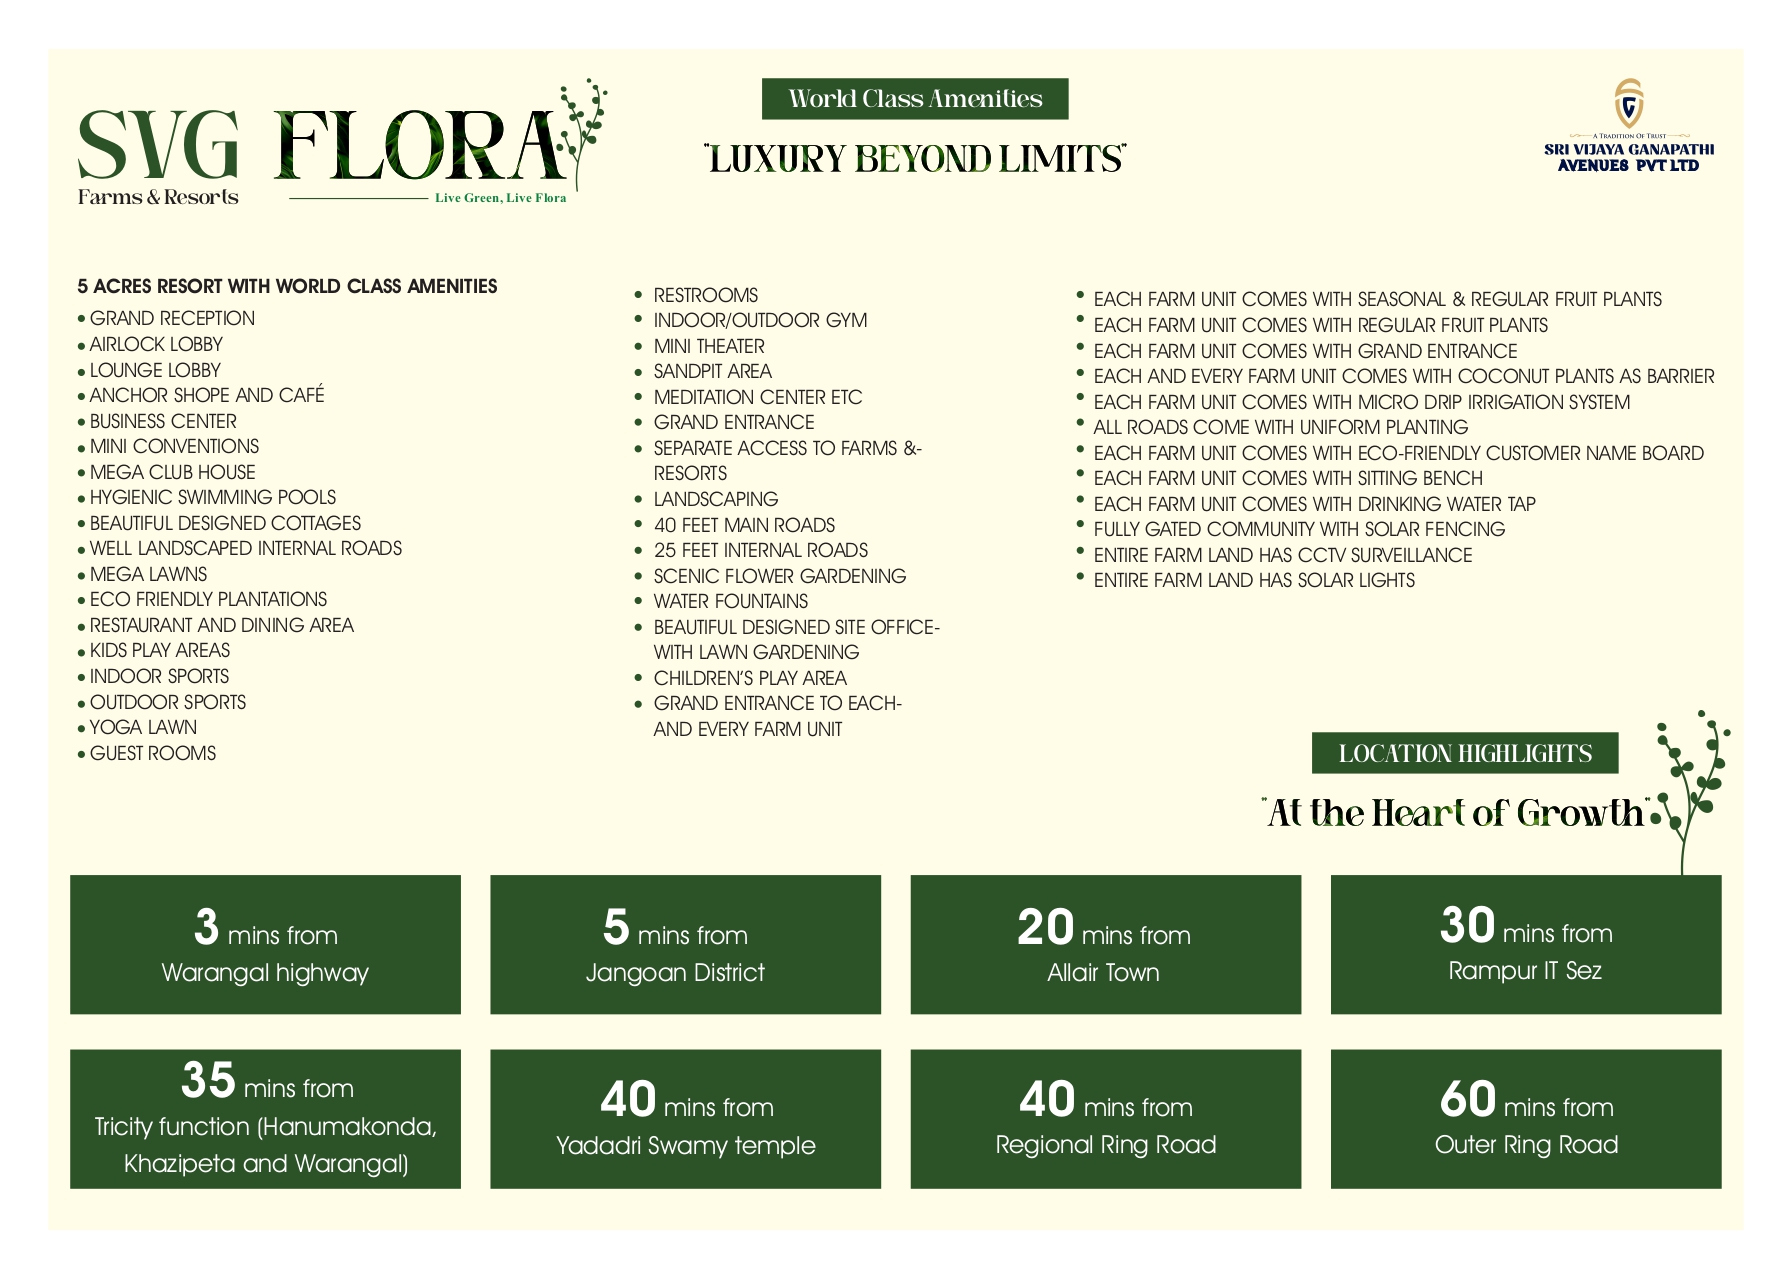 SVG FLORA
Farms & Resorts
Live Green, Live Flora
World Class Amenities
"LUXURY BEYOND LIMITS"
G
A TRADITION OF TRUST
SRI VIJAYA GANAPATHI
AVENUES PVT LTD
5 ACRES RESORT WITH WORLD CLASS AMENITIES
• GRAND RECEPTION
• AIRLOCK LOBBY
• LOUNGE LOBBY
• ANCHOR SHOPE AND CAFÉ
• BUSINESS CENTER
• MINI CONVENTIONS
• MEGA CLUB HOUSE
• HYGIENIC SWIMMING POOLS
• BEAUTIFUL DESIGNED COTTAGES
• WELL LANDSCAPED INTERNAL ROADS
• MEGA LAWNS
• ECO FRIENDLY PLANTATIONS
• RESTAURANT AND DINING AREA
• KIDS PLAY AREAS
• INDOOR SPORTS
• OUTDOOR SPORTS
• YOGA LAWN
• GUEST ROOMS
• RESTROOMS
• INDOOR/OUTDOOR GYM
• MINI THEATER
• SANDPIT AREA
• MEDITATION CENTER ETC
• GRAND ENTRANCE
• SEPARATE ACCESS TO FARMS &-
RESORTS
• LANDSCAPING
• 40 FEET MAIN ROADS
• 25 FEET INTERNAL ROADS
• SCENIC FLOWER GARDENING
• WATER FOUNTAINS
• BEAUTIFUL DESIGNED SITE OFFICE-
WITH LAWN GARDENING
• CHILDREN'S PLAY AREA
• GRAND ENTRANCE TO EACH-
AND EVERY FARM UNIT
• EACH FARM UNIT COMES WITH SEASONAL & REGULAR FRUIT PLANTS
• EACH FARM UNIT COMES WITH REGULAR FRUIT PLANTS
• EACH FARM UNIT COMES WITH GRAND ENTRANCE
• EACH AND EVERY FARM UNIT COMES WITH COCONUT PLANTS AS BARRIER
• EACH FARM UNIT COMES WITH MICRO DRIP IRRIGATION SYSTEM
• ALL ROADS COME WITH UNIFORM PLANTING
• EACH FARM UNIT COMES WITH ECO-FRIENDLY CUSTOMER NAME BOARD
• EACH FARM UNIT COMES WITH SITTING BENCH
• EACH FARM UNIT COMES WITH DRINKING WATER TAP
• FULLY GATED COMMUNITY WITH SOLAR FENCING
• ENTIRE FARM LAND HAS CCTV SURVEILLANCE
• ENTIRE FARM LAND HAS SOLAR LIGHTS
LOCATION HIGHLIGHTS
"At the Heart of Growth"
3 mins from
Warangal highway
5 mins from
Jangoan District
20 mins from
Allair Town
30 mins from
Rampur IT Sez
35 mins from
Tricity function (Hanumakonda,
Khazipeta and Warangal)
40 mins from
Yadadri Swamy temple
40 mins from
Regional Ring Road
60 mins from
Outer Ring Road